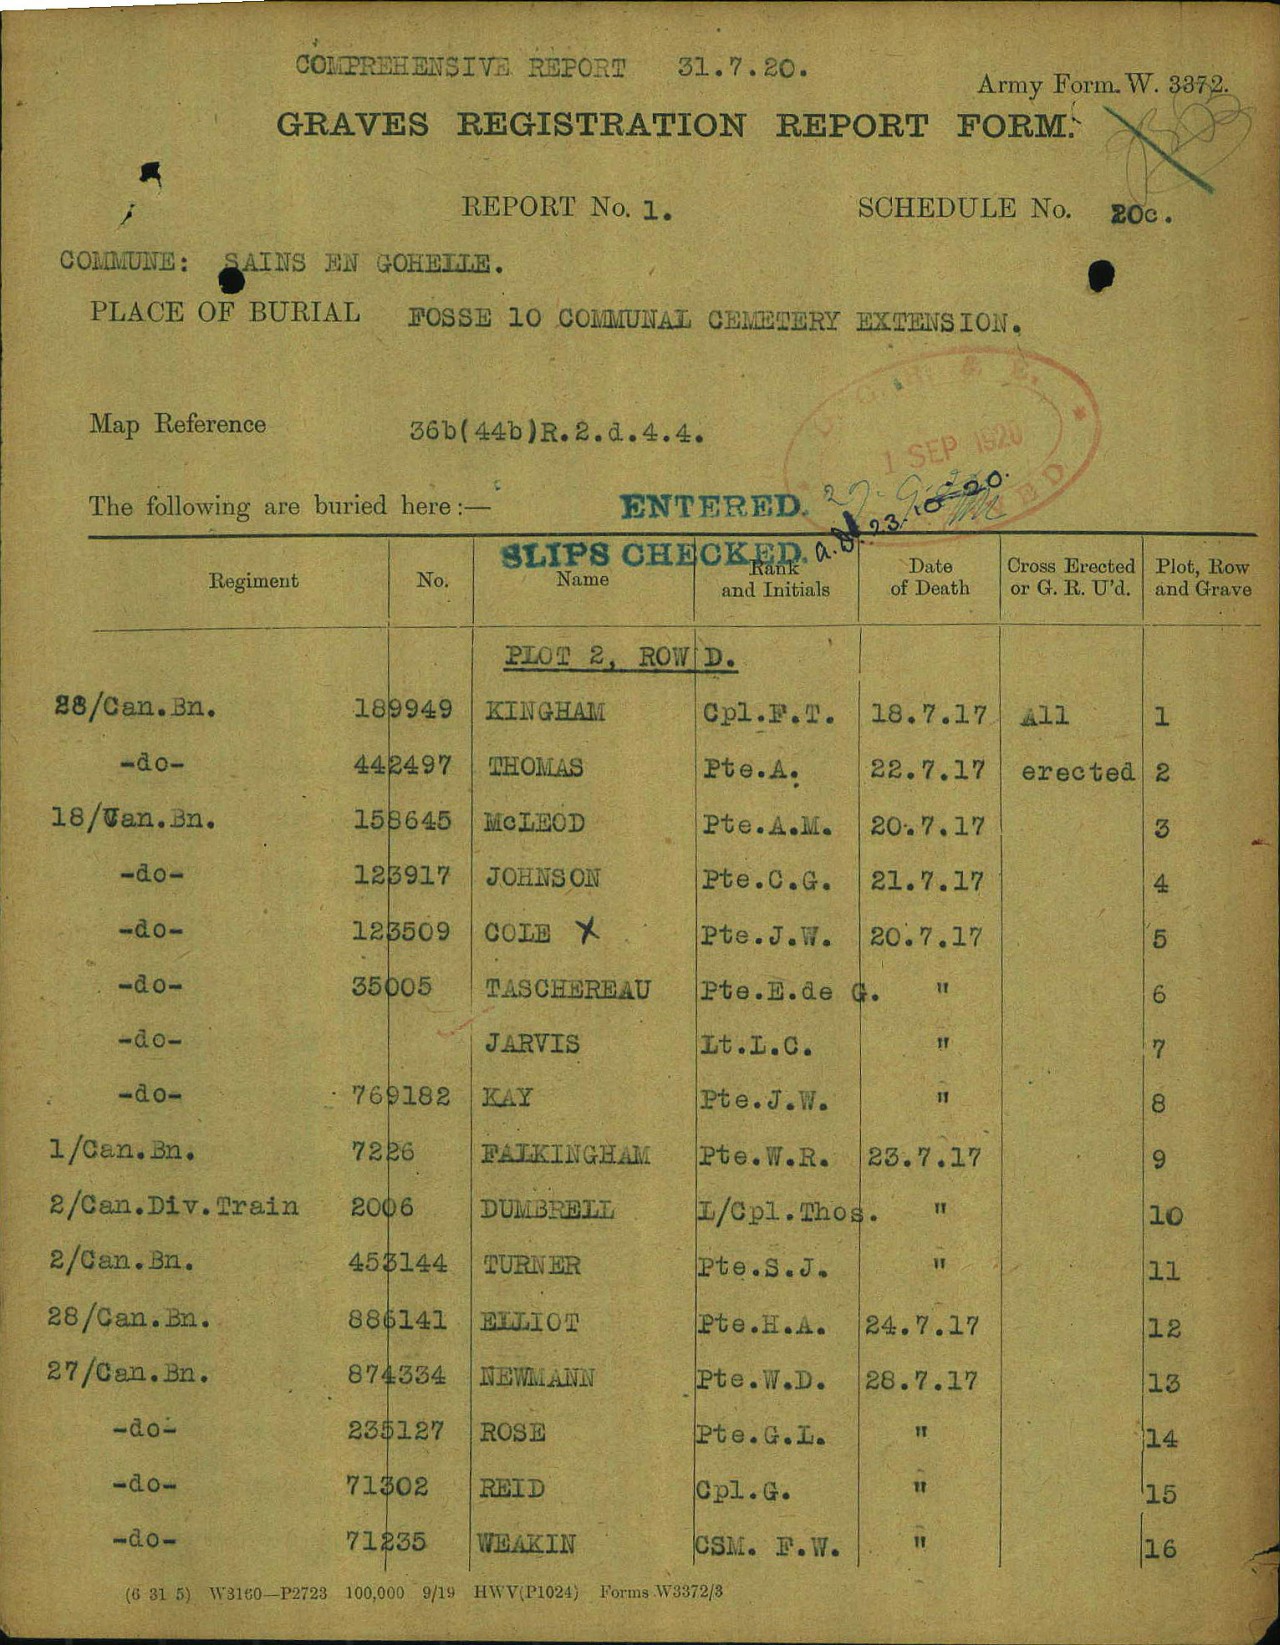 COMPREHENSIVE REPORT 31.7.20.
Army Form. W. 3372.
GRAVES REGISTRATION REPORT FORM.
REPORT No. 1. SCHEDULE No. 20c.
COMMUNE: SAINS EN GOHELLE.
PLACE OF BURIAL FOSSE 10 COMMUNAL CEMETERY EXTENSION.
Map Reference 36b(44b)R.2.d.4.4.
1 SEP 1920
The following are buried here :— ENTERED.
SLIPS CHECKED. 23.10.20.
Regiment No. Name Rank and Initials Date of Death Cross Erected or G. R. U'd. Plot, Row and Grave
PLOT 2, ROW D.
28/Can.Bn. 189949 KINGHAM Cpl.F.T. 18.7.17 All 1
-do- 442497 THOMAS Pte.A. 22.7.17 erected 2
18/Can.Bn. 158645 McLEOD Pte.A.M. 20.7.17 3
-do- 123917 JOHNSON Pte.C.G. 21.7.17 4
-do- 123509 COLE X Pte.J.W. 20.7.17 5
-do- 35005 TASCHEREAU Pte.E.de G. " 6
-do- JARVIS Lt.L.C. " 7
-do- 769182 KAY Pte.J.W. " 8
1/Can.Bn. 7226 FALKINGHAM Pte.W.R. 23.7.17 9
2/Can.Div.Train 2006 DUMBRELL L/Cpl.Thos. " 10
2/Can.Bn. 453144 TURNER Pte.S.J. " 11
28/Can.Bn. 886141 ELLIOT Pte.H.A. 24.7.17 12
27/Can.Bn. 874334 NEWMANN Pte.W.D. 28.7.17 13
-do- 235127 ROSE Pte.G.L. " 14
-do- 71302 REID Cpl.G. " 15
-do- 71235 WEAKIN CSM. F.W. " 16
(6 31 5) W3160—P2723 100,000 9/19 HWV(P1024) Forms W3372/3